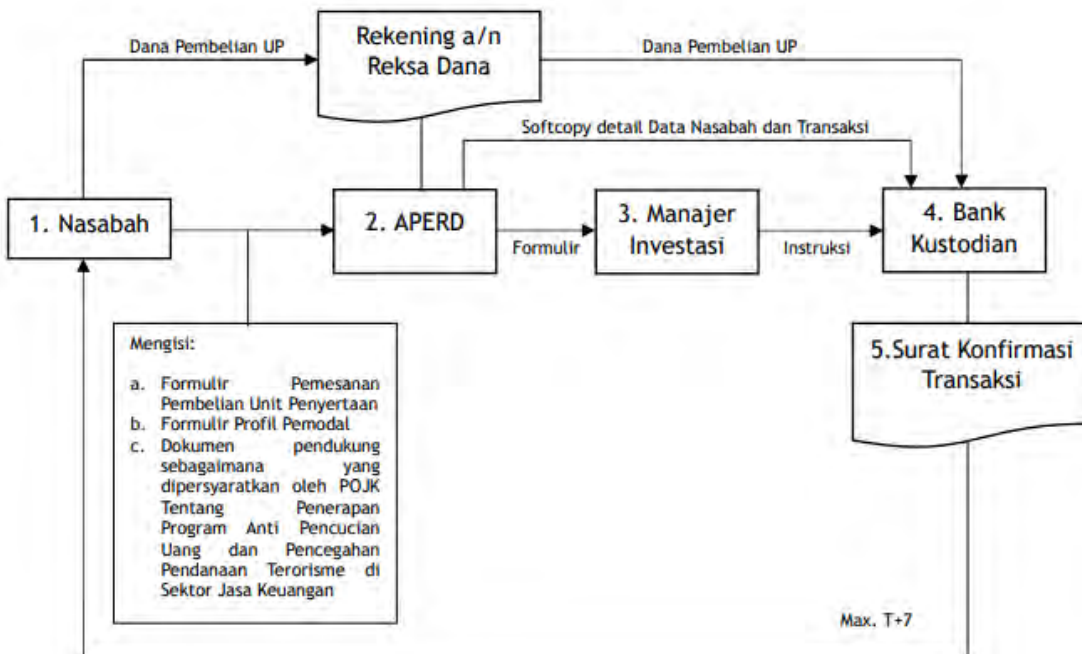 Dana Pembelian UP
Rekening a/n
Reksa Dana
Dana Pembelian UP
Softcopy detail Data Nasabah dan Transaksi
1. Nasabah
2. APERD
Formulir
3. Manajer
Investasi
Instruksi
4. Bank
Kustodian
Mengisi:
a. Formulir Pemesanan
Pembelian Unit Penyertaan
b. Formulir Profil Pemodal
c. Dokumen pendukung
sebagaimana yang
dipersyaratkan oleh POJK
Tentang Penerapan
Program Anti Pencucian
Uang dan Pencegahan
Pendanaan Terorisme di
Sektor Jasa Keuangan
5.Surat Konfirmasi
Transaksi
Max. T+7